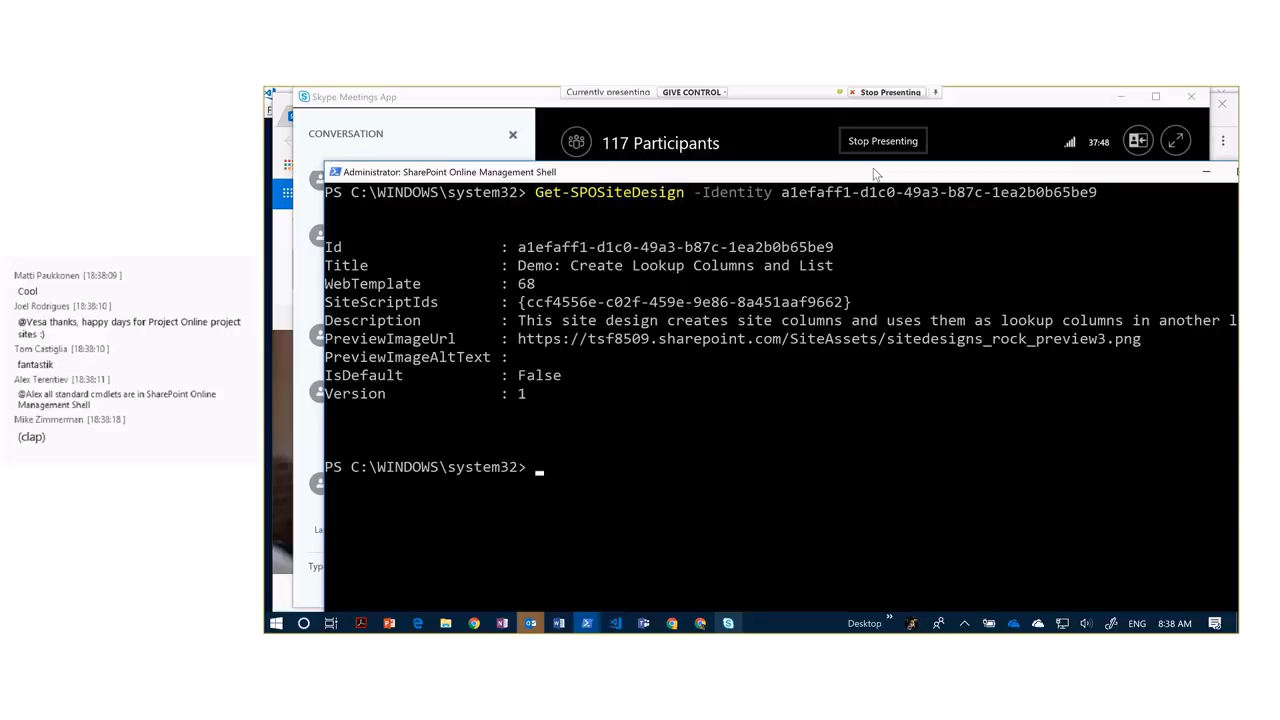 Matti Paukkonen [18:38:09 ]
Cool
Joel Rodrigues [18:38:10 ]
@Vesa thanks, happy days for Project Online project
sites :)
Tom Castiglia [18:38:10 ]
fantastik
Alex Terentiev [18:38:11 ]
@Alex all standard cmdlets are in SharePoint Online
Management Shell
Mike Zimmerman [18:38:18 ]
(clap)
Currently presenting GIVE CONTROL Stop Presenting
Skype Meetings App
CONVERSATION
117 Participants
Stop Presenting
37:48
Administrator: SharePoint Online Management Shell
PS C:\WINDOWS\system32> Get-SPOSiteDesign -Identity a1efaff1-d1c0-49a3-b87c-1ea2b0b65be9
Id : a1efaff1-d1c0-49a3-b87c-1ea2b0b65be9
Title : Demo: Create Lookup Columns and List
WebTemplate : 68
SiteScriptIds : {ccf4556e-c02f-459e-9e86-8a451aaf9662}
Description : This site design creates site columns and uses them as lookup columns in another l
PreviewImageUrl : https://tsf8509.sharepoint.com/SiteAssets/sitedesigns_rock_preview3.png
PreviewImageAltText :
IsDefault : False
Version : 1
PS C:\WINDOWS\system32>
La
Typ
Desktop
ENG
8:38 AM